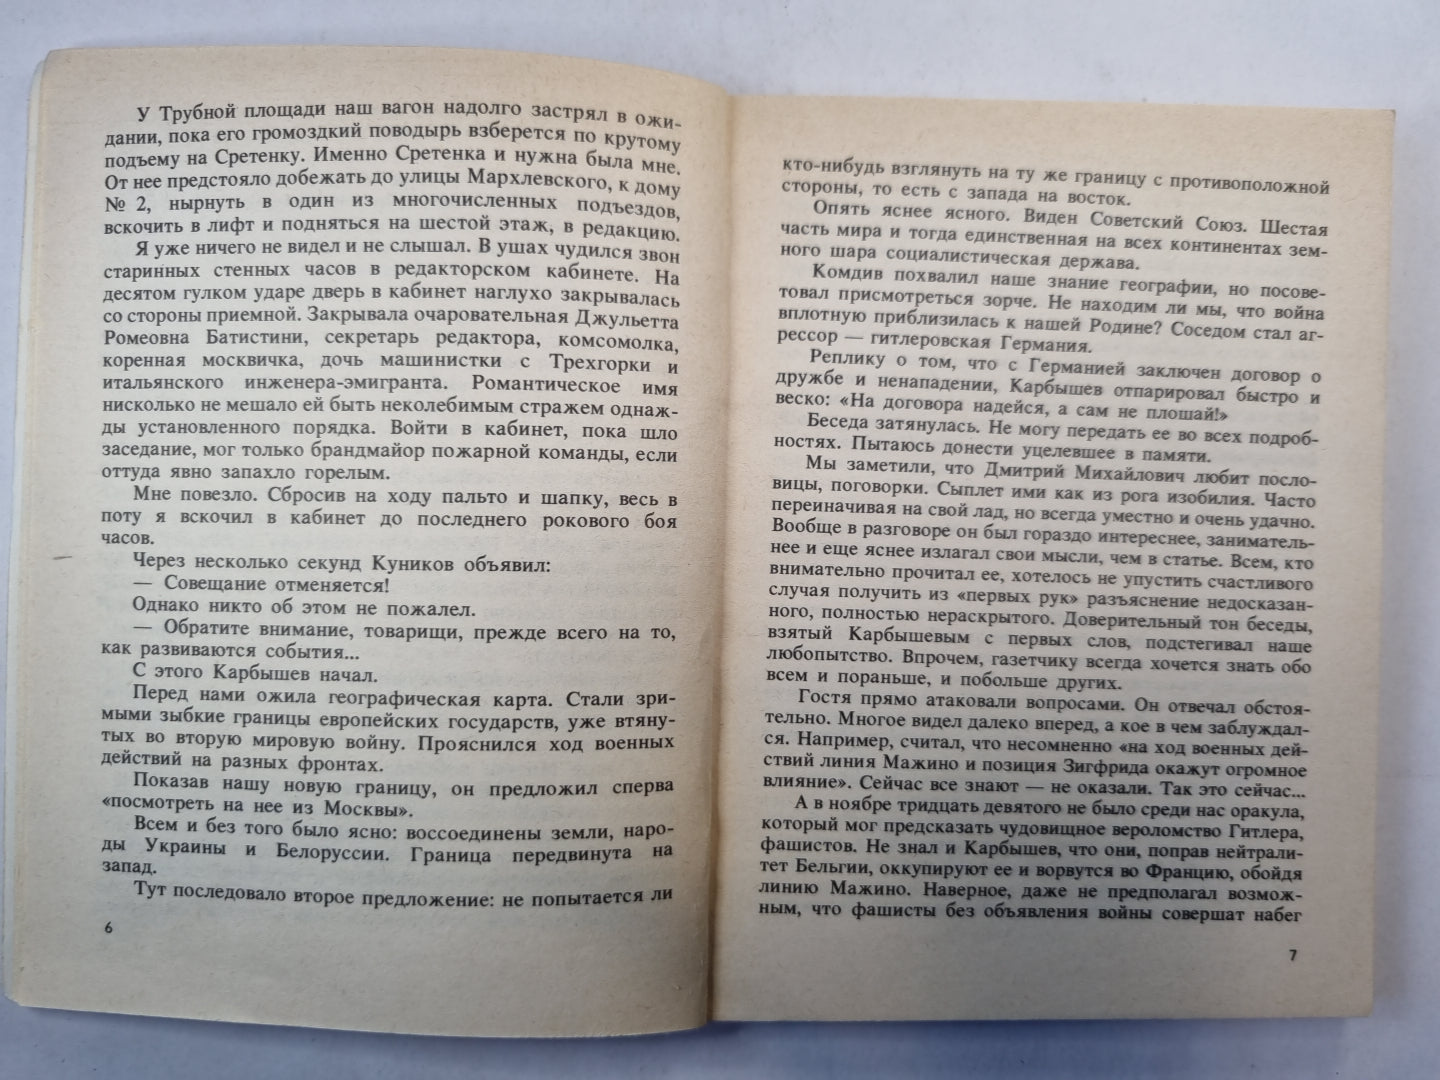 У Трубной площади наш вагон надолго застрял в ожи-
дании, пока его громоздкий поводырь взберется по крутому
подъему на Сретенку. Именно Сретенка и нужна была мне.
От нее предстояло добежать до улицы Мархлевского, к дому
№ 2, нырнуть в один из многочисленных подъездов,
вскочить в лифт и подняться на шестой этаж, в редакцию.
Я уже ничего не видел и не слышал. В ушах чудился звон
старинных стенных часов в редакторском кабинете. На
десятом гулком ударе дверь в кабинет наглухо закрывалась
со стороны приемной. Закрывала очаровательная Джульетта
Ромеовна Батистини, секретарь редактора, комсомолка,
коренная москвичка, дочь машинистки с Трехгорки и
итальянского инженера-эмигранта. Романтическое имя
нисколько не мешало ей быть неколебимым стражем однаж-
ды установленного порядка. Войти в кабинет, пока шло
заседание, мог только брандмайор пожарной команды, если
оттуда явно запахло горелым.
Мне повезло. Сбросив на ходу пальто и шапку, весь в
поту я вскочил в кабинет до последнего рокового боя
часов.
Через несколько секунд Куников объявил:
— Совещание отменяется!
Однако никто об этом не пожалел.
— Обратите внимание, товарищи, прежде всего на то,
как развиваются события...
С этого Карбышев начал.
Перед нами ожила географическая карта. Стали зри-
мыми зыбкие границы европейских государств, уже втяну-
тых во вторую мировую войну. Прояснился ход военных
действий на разных фронтах.
Показав нашу новую границу, он предложил сперва
«посмотреть на нее из Москвы».
Всем и без того было ясно: воссоединены земли, наро-
ды Украины и Белоруссии. Граница передвинута на
запад.
Тут последовало второе предложение: не попытается ли
6
кто-нибудь взглянуть на ту же границу с противоположной
стороны, то есть с запада на восток.
Опять яснее ясного. Виден Советский Союз. Шестая
часть мира и тогда единственная на всех континентах зем-
ного шара социалистическая держава.
Комдив похвалил наше знание географии, но посове-
товал присмотреться зорче. Не находим ли мы, что война
вплотную приблизилась к нашей Родине? Соседом стал аг-
рессор — гитлеровская Германия.
Реплику о том, что с Германией заключен договор о
дружбе и ненападении, Карбышев отпарировал быстро и
веско: «На договора надейся, а сам не плошай!»
Беседа затянулась. Не могу передать ее во всех подроб-
ностях. Пытаюсь донести уцелевшее в памяти.
Мы заметили, что Дмитрий Михайлович любит посло-
вицы, поговорки. Сыплет ими как из рога изобилия. Часто
переиначивая на свой лад, но всегда уместно и очень удачно.
Вообще в разговоре он был гораздо интереснее, заниматель-
нее и еще яснее излагал свои мысли, чем в статье. Всем, кто
внимательно прочитал ее, хотелось не упустить счастливого
случая получить из «первых рук» разъяснение недосказан-
ного, полностью нераскрытого. Доверительный тон беседы,
взятый Карбышевым с первых слов, подстегивал наше
любопытство. Впрочем, газетчику всегда хочется знать обо
всем и пораньше, и побольше других.
Гостя прямо атаковали вопросами. Он отвечал обстоя-
тельно. Многое видел далеко вперед, а кое в чем заблуждал-
ся. Например, считал, что несомненно «на ход военных дей-
ствий линия Мажино и позиция Зигфрида окажут огромное
влияние». Сейчас все знают — не оказали. Так это сейчас...
А в ноябре тридцать девятого не было среди нас оракула,
который мог предсказать чудовищное вероломство Гитлера,
фашистов. Не знал и Карбышев, что они, поправ нейтрали-
тет Бельгии, оккупируют ее и ворвутся во Францию, обойдя
линию Мажино. Наверное, даже не предполагал возмож-
ным, что фашисты без объявления войны совершат набег
7